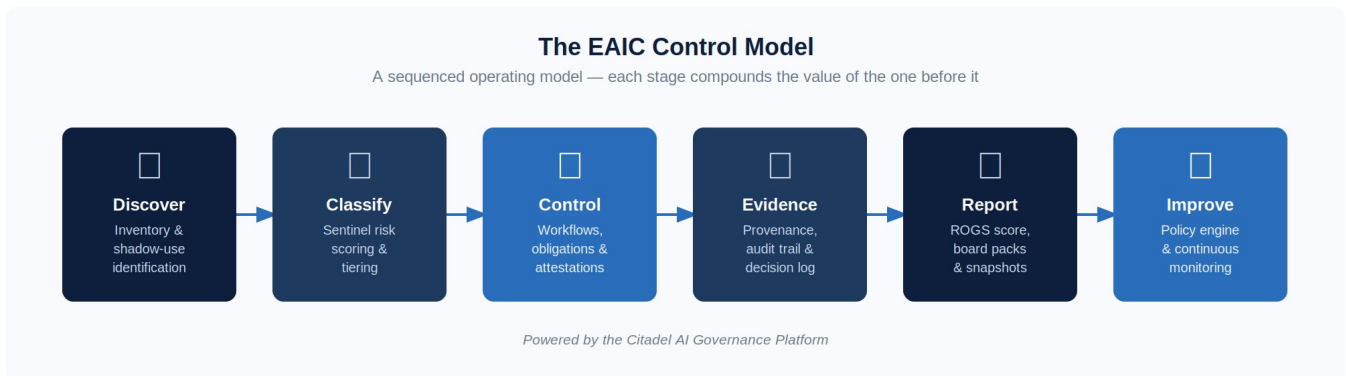 The EAIC Control Model
A sequenced operating model — each stage compounds the value of the one before it
Discover
Inventory &
shadow-use
identification
Classify
Sentinel risk
scoring &
tiering
Control
Workflows,
obligations &
attestations
Evidence
Provenance,
audit trail &
decision log
Report
ROGS score,
board packs
& snapshots
Improve
Policy engine
& continuous
monitoring
Powered by the Citadel AI Governance Platform